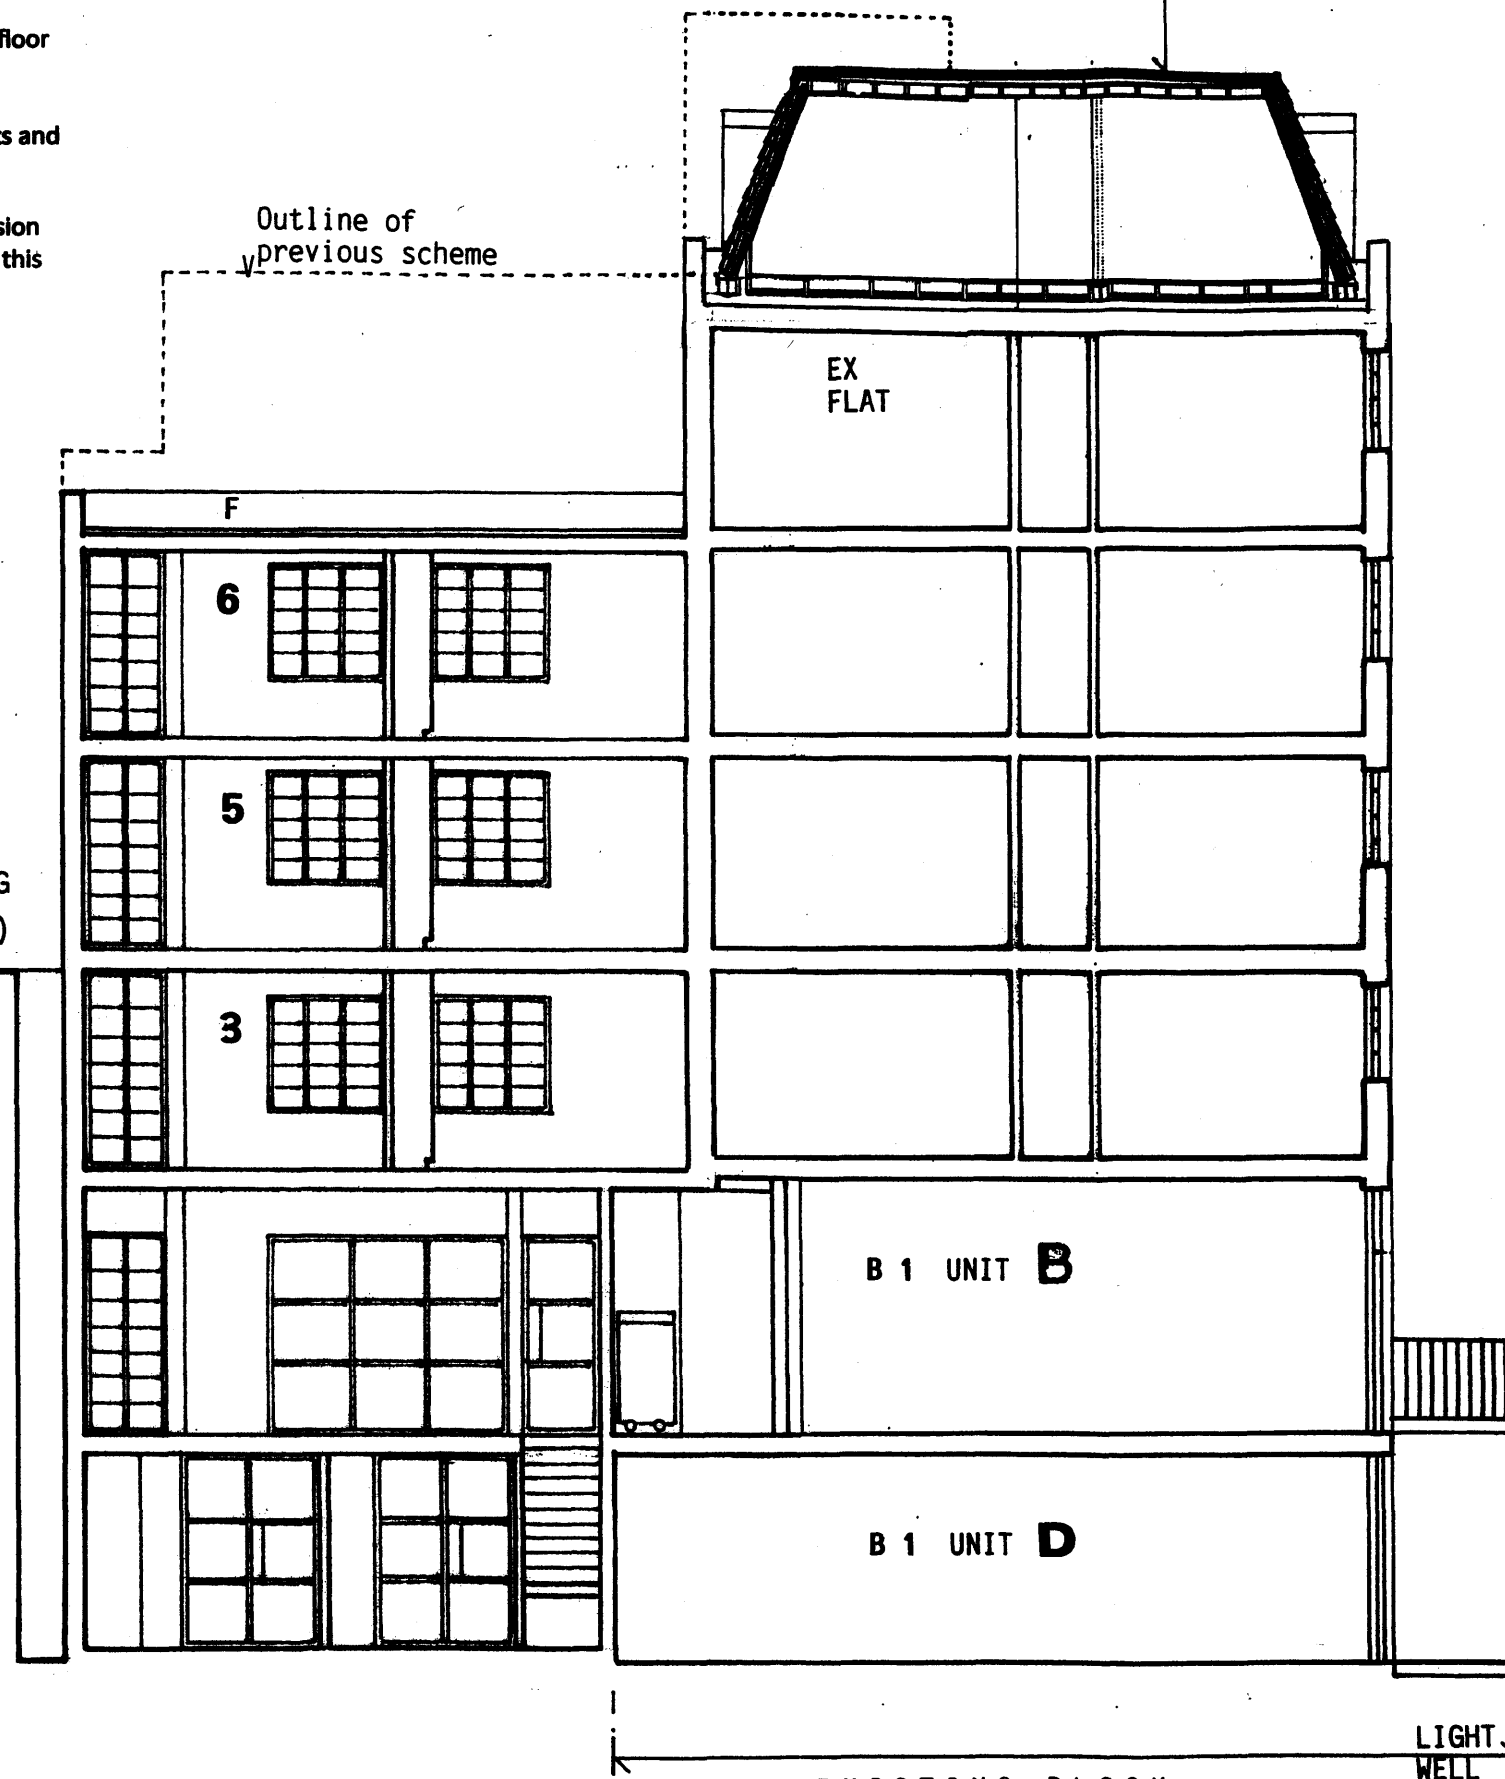 floor
s and
sion
this
Outline of
previous scheme
EX
FLAT
F
6
5
G
)
3
B 1 UNIT B
B 1 UNIT D
LIGHT
WELL